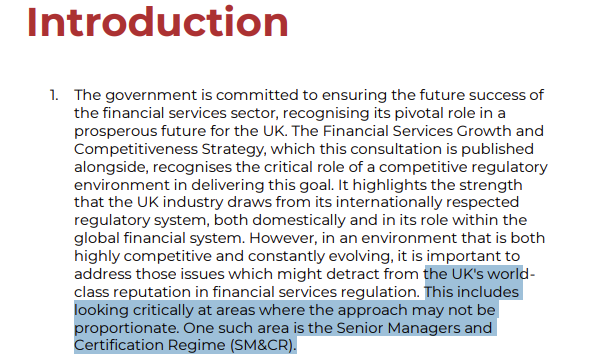 Introduction
1. The government is committed to ensuring the future success of
the financial services sector, recognising its pivotal role in a
prosperous future for the UK. The Financial Services Growth and
Competitiveness Strategy, which this consultation is published
alongside, recognises the critical role of a competitive regulatory
environment in delivering this goal. It highlights the strength
that the UK industry draws from its internationally respected
regulatory system, both domestically and in its role within the
global financial system. However, in an environment that is both
highly competitive and constantly evolving, it is important to
address those issues which might detract from the UK's world-
class reputation in financial services regulation. This includes
looking critically at areas where the approach may not be
proportionate. One such area is the Senior Managers and
Certification Regime (SM&CR).